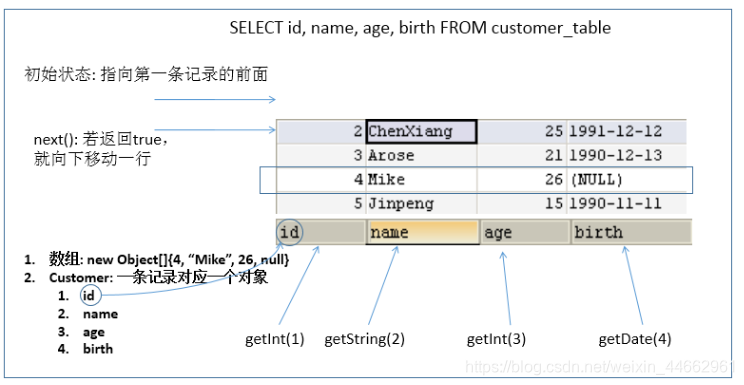 SELECT id, name, age, birth FROM customer_table
初始状态: 指向第一条记录的前面
next(): 若返回true，
就向下移动一行
2 ChenXiang 25 1991-12-12
3 Arose 21 1990-12-13
4 Mike 26 (NULL)
5 Jinpeng 15 1990-11-11
id name age birth
1. 数组: new Object[]{4, “Mike”, 26, null}
2. Customer: 一条记录对应一个对象
1. id
2. name
3. age
4. birth
getInt(1) getString(2) getInt(3) getDate(4)
https://blog.csdn.net/weixin_44662961